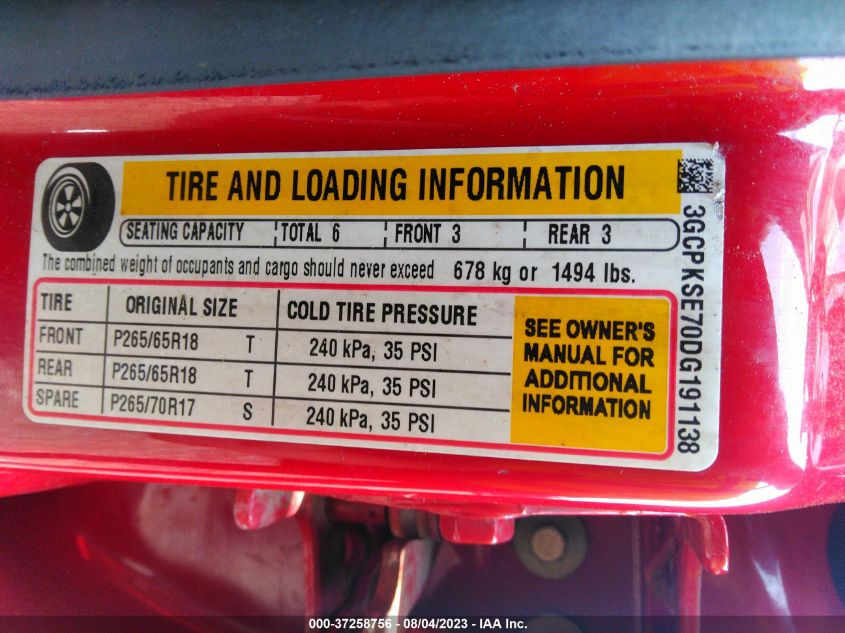 TIRE AND LOADING INFORMATION
SEATING CAPACITY TOTAL 6 FRONT 3 REAR 3
The combined weight of occupants and cargo should never exceed 678 kg or 1494 lbs.
TIRE ORIGINAL SIZE COLD TIRE PRESSURE
FRONT P265/65R18 T 240 kPa, 35 PSI
REAR P265/65R18 T 240 kPa, 35 PSI
SPARE P265/70R17 S 240 kPa, 35 PSI
SEE OWNER'S
MANUAL FOR
ADDITIONAL
INFORMATION
3GCPKSE70DG191138
000-37258756 - 08/04/2023 - IAA Inc.